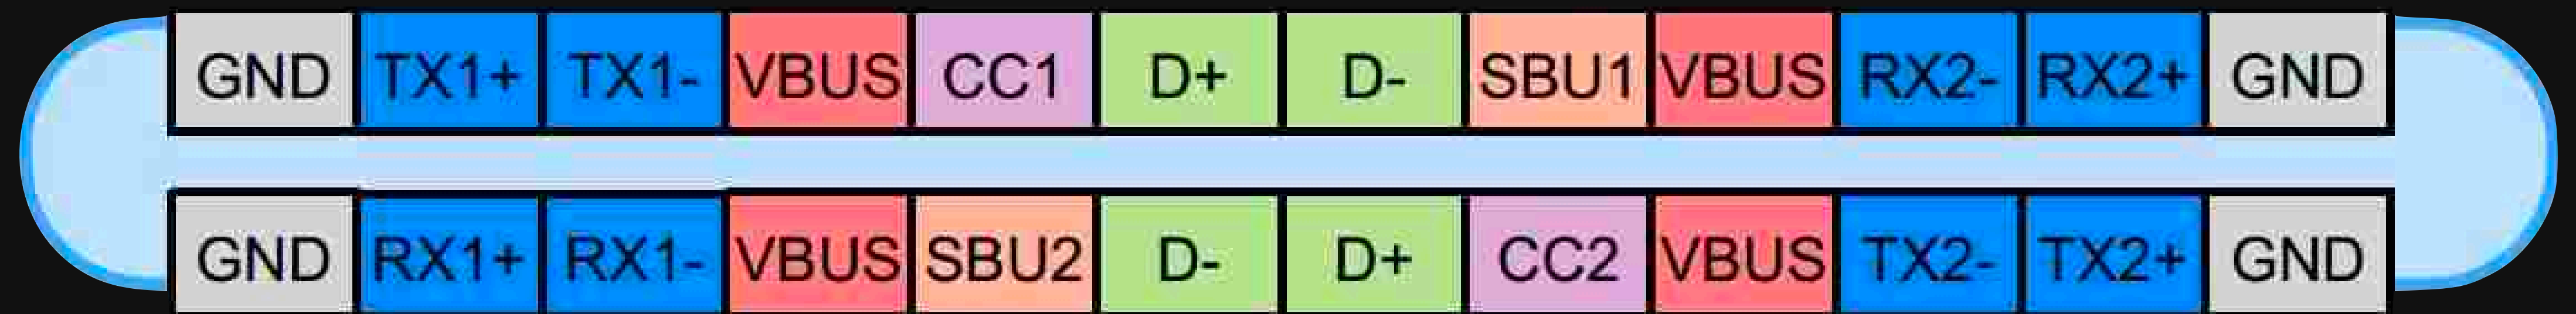 GND TX1+ TX1- VBUS CC1 D+ D- SBU1 VBUS RX2- RX2+ GND
GND RX1+ RX1- VBUS SBU2 D- D+ CC2 VBUS TX2- TX2+ GND